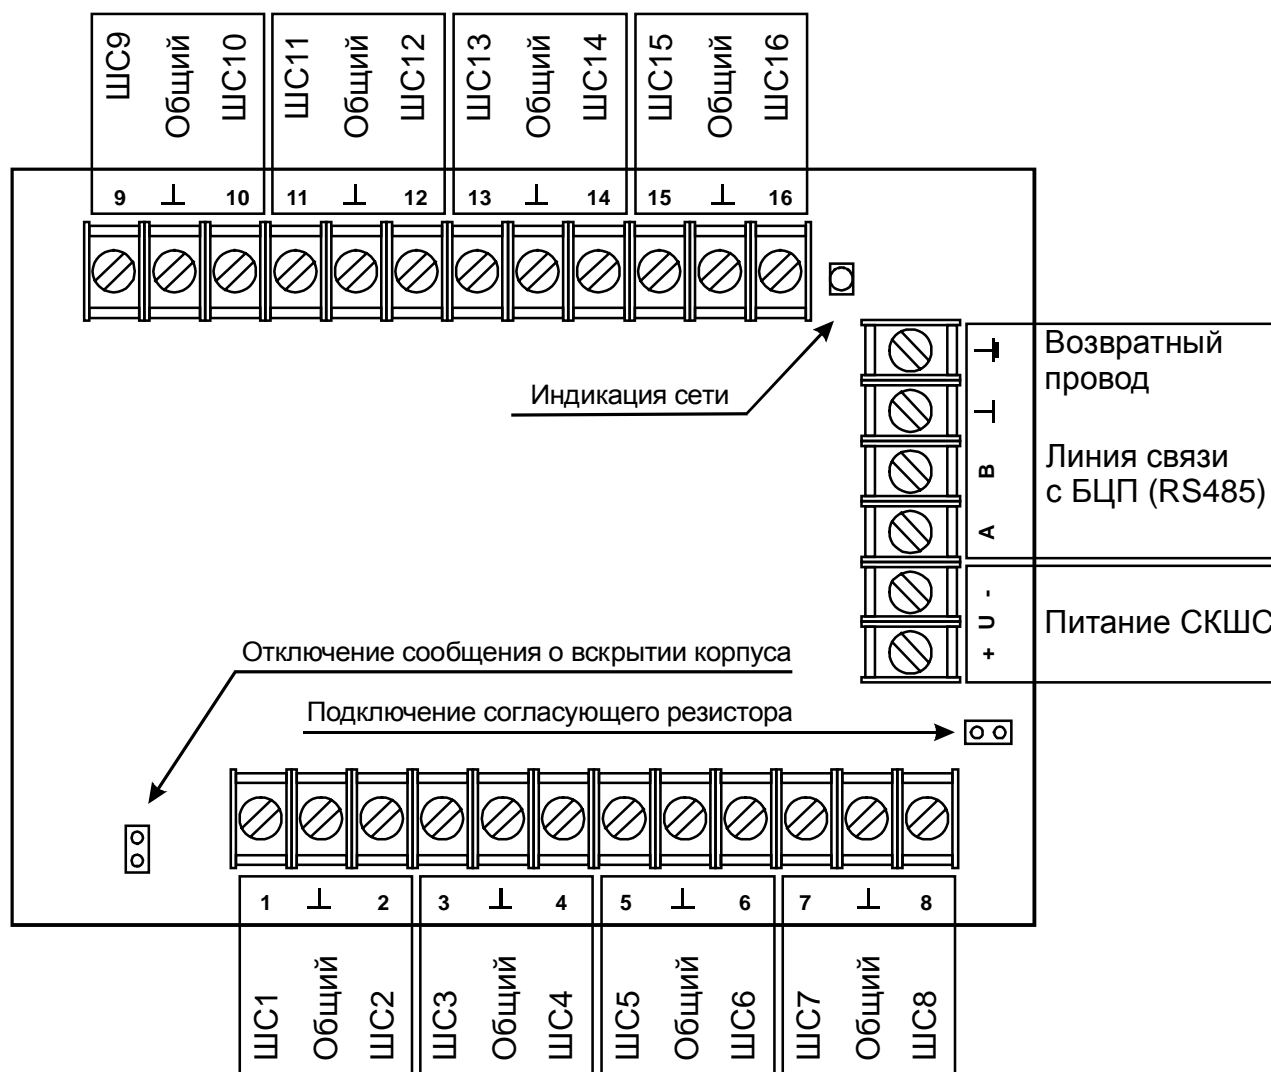 ШС9 Общий ШС10 ШС11 Общий ШС12 ШС13 Общий ШС14 ШС15 Общий ШС16
9 ⊥ 10 11 ⊥ 12 13 ⊥ 14 15 ⊥ 16
Индикация сети
Возвратный
провод
⊥
⊥
B
Линия связи
с БЦП (RS485)
A
- U +
Питание СКШС
Отключение сообщения о вскрытии корпуса
Подключение согласующего резистора
1 ⊥ 2 3 ⊥ 4 5 ⊥ 6 7 ⊥ 8
ШС1 Общий ШС2 ШС3 Общий ШС4 ШС5 Общий ШС6 ШС7 Общий ШС8